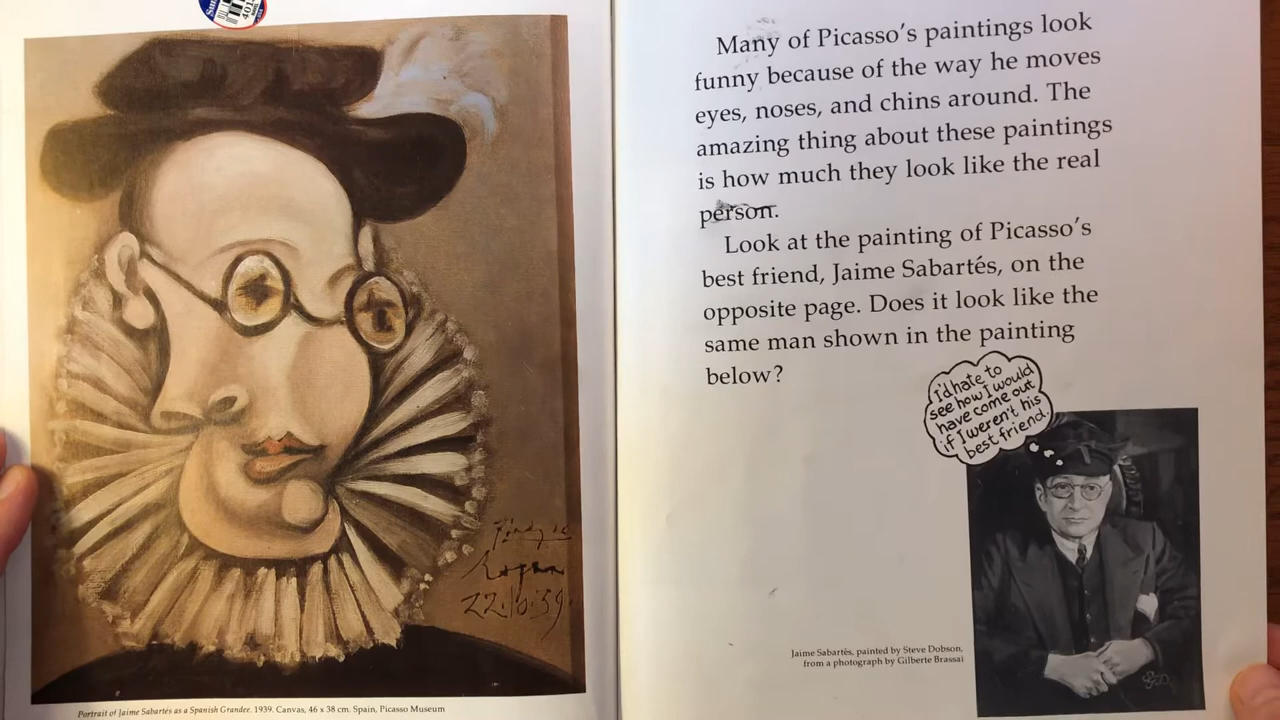 Many of Picasso's paintings look
funny because of the way he moves
eyes, noses, and chins around. The
amazing thing about these paintings
is how much they look like the real
person.
Look at the painting of Picasso's
best friend, Jaime Sabartés, on the
opposite page. Does it look like the
same man shown in the painting
below?
I'd hate to
see how I would
have come out
if I weren't his
best friend.
Jaime Sabartés, painted by Steve Dobson,
from a photograph by Gilberte Brassai
Portrait of Jaime Sabartés as a Spanish Grandee. 1939. Canvas, 46 x 38 cm. Spain, Picasso Museum